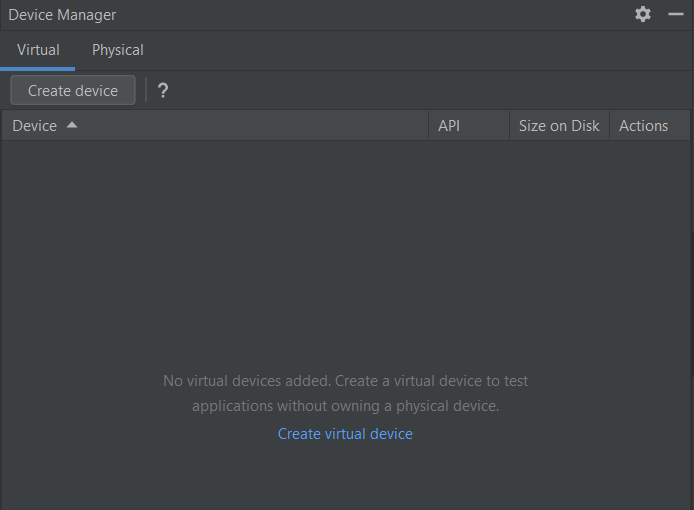 Device Manager
Virtual Physical
Create device ?
Device API Size on Disk Actions
No virtual devices added. Create a virtual device to test
applications without owning a physical device.
Create virtual device